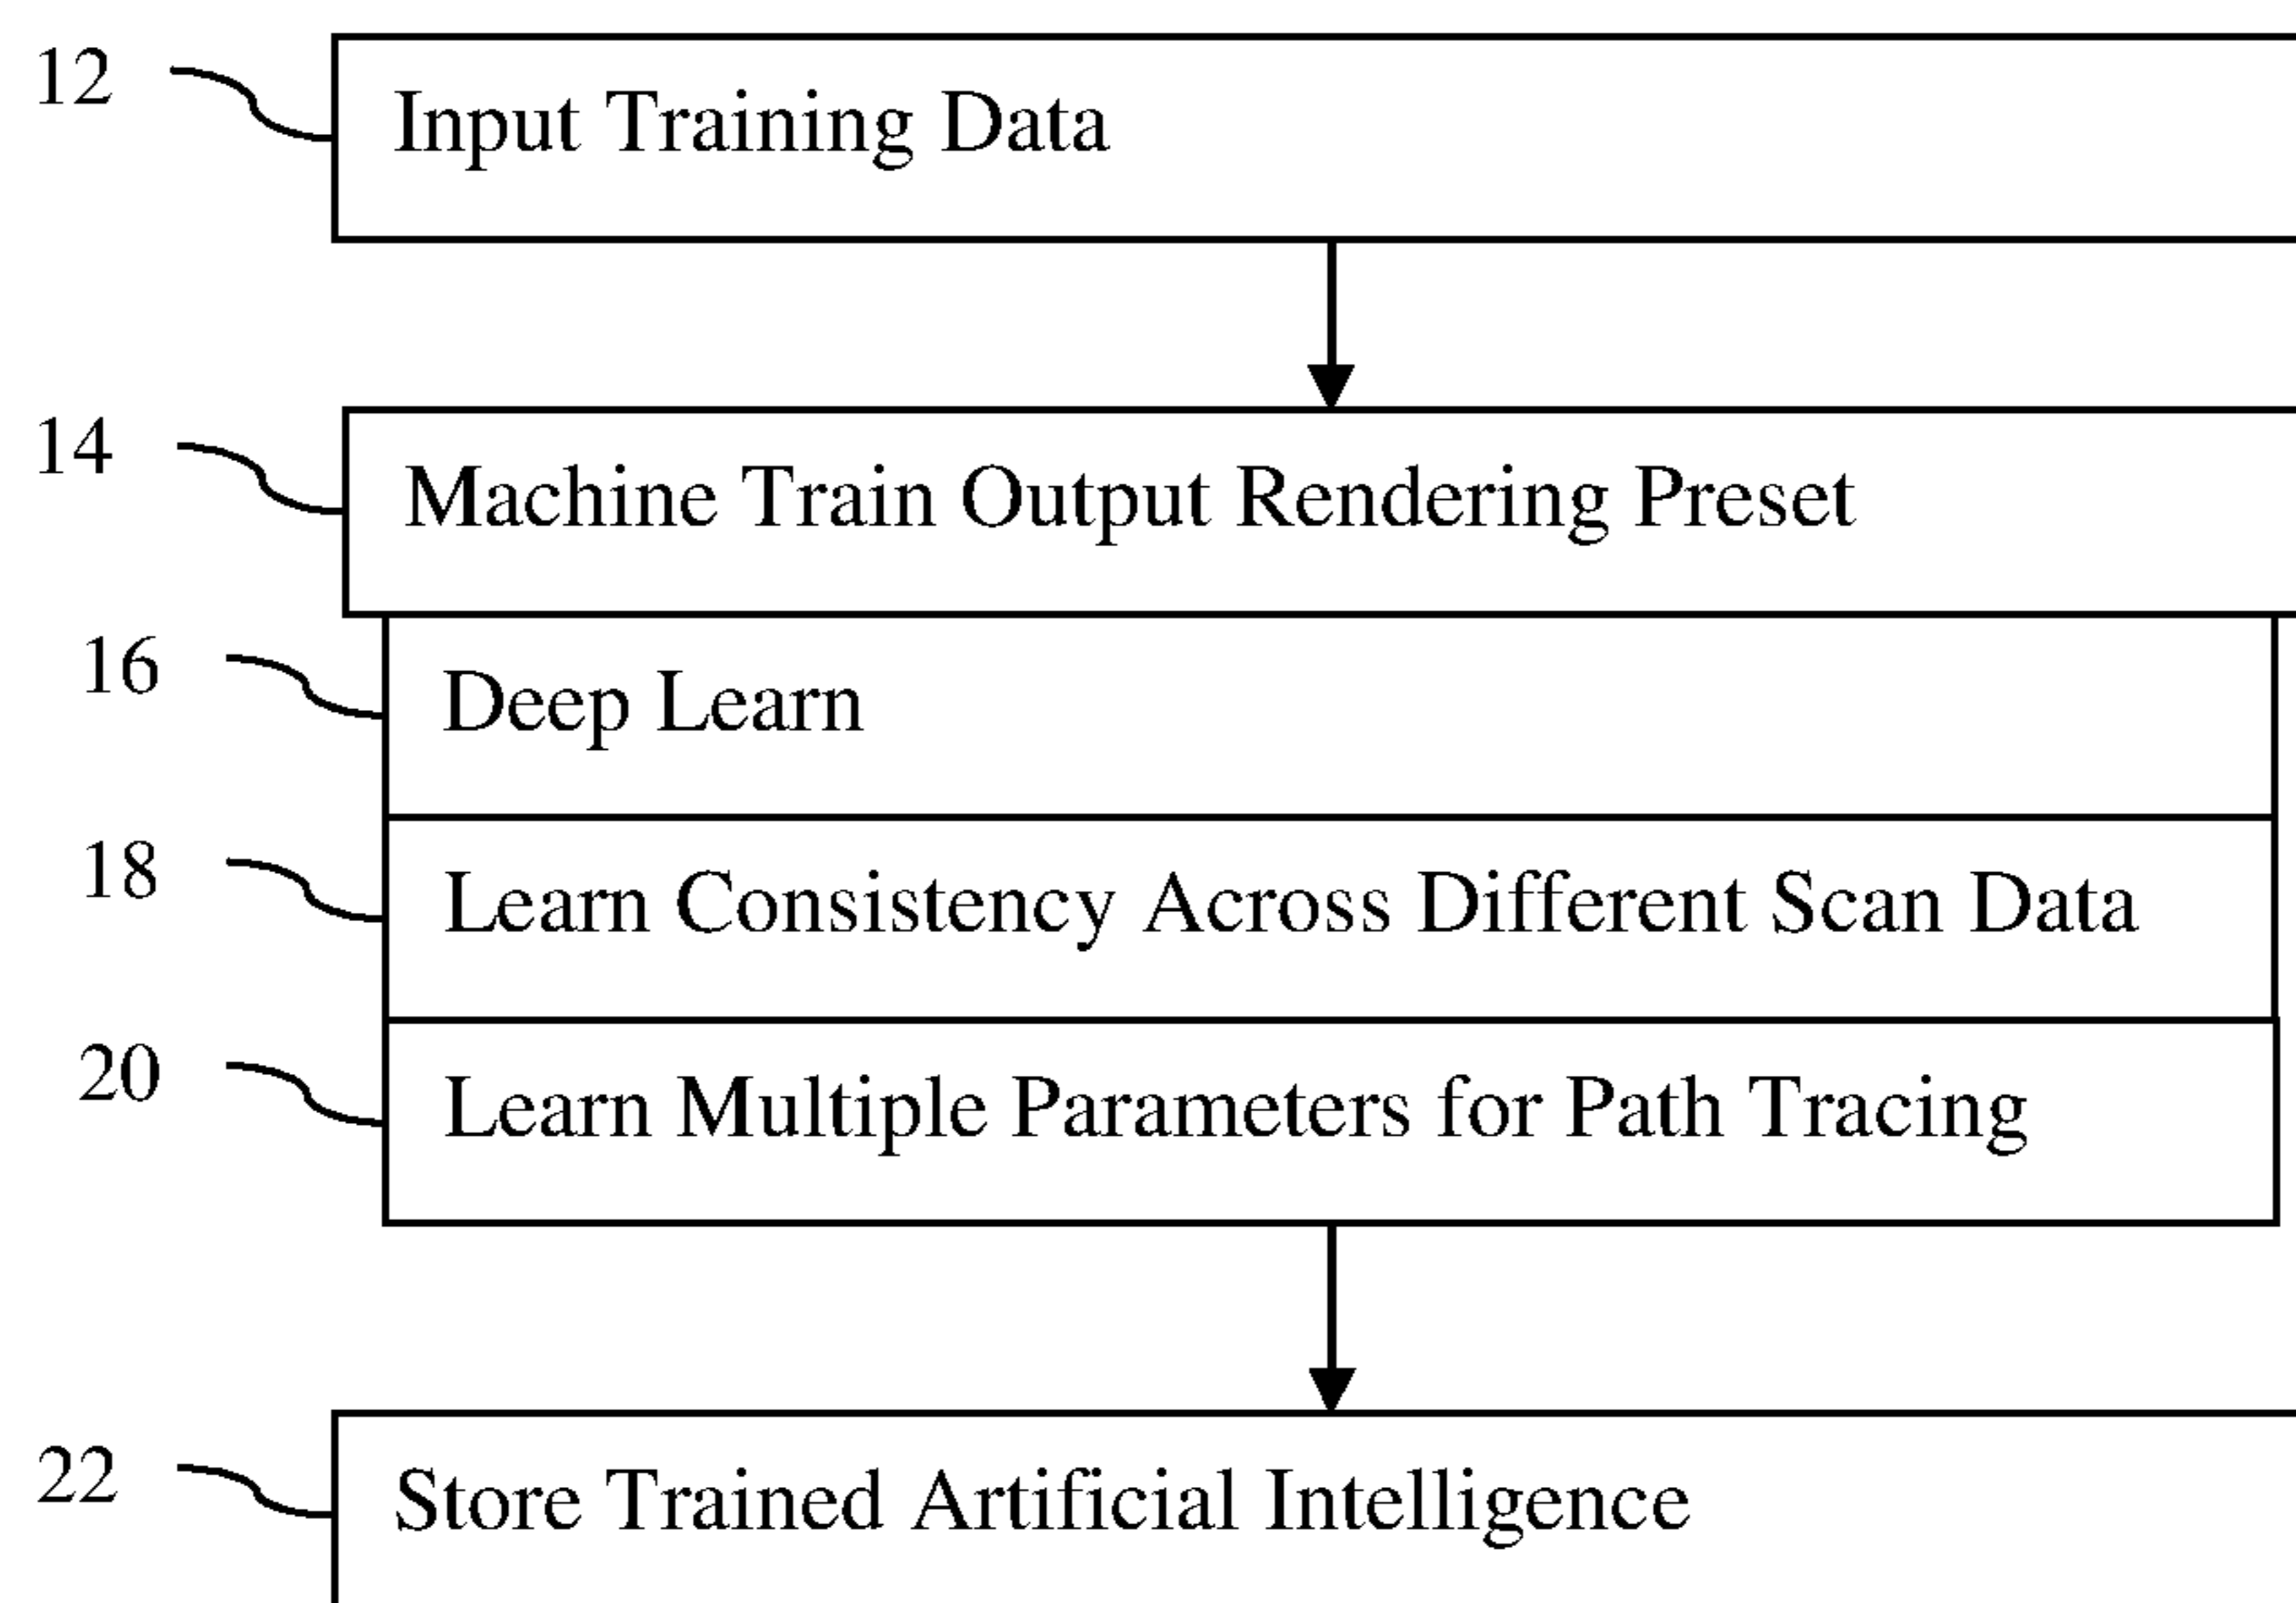 12 Input Training Data
14 Machine Train Output Rendering Preset
16 Deep Learn
18 Learn Consistency Across Different Scan Data
20 Learn Multiple Parameters for Path Tracing
22 Store Trained Artificial Intelligence